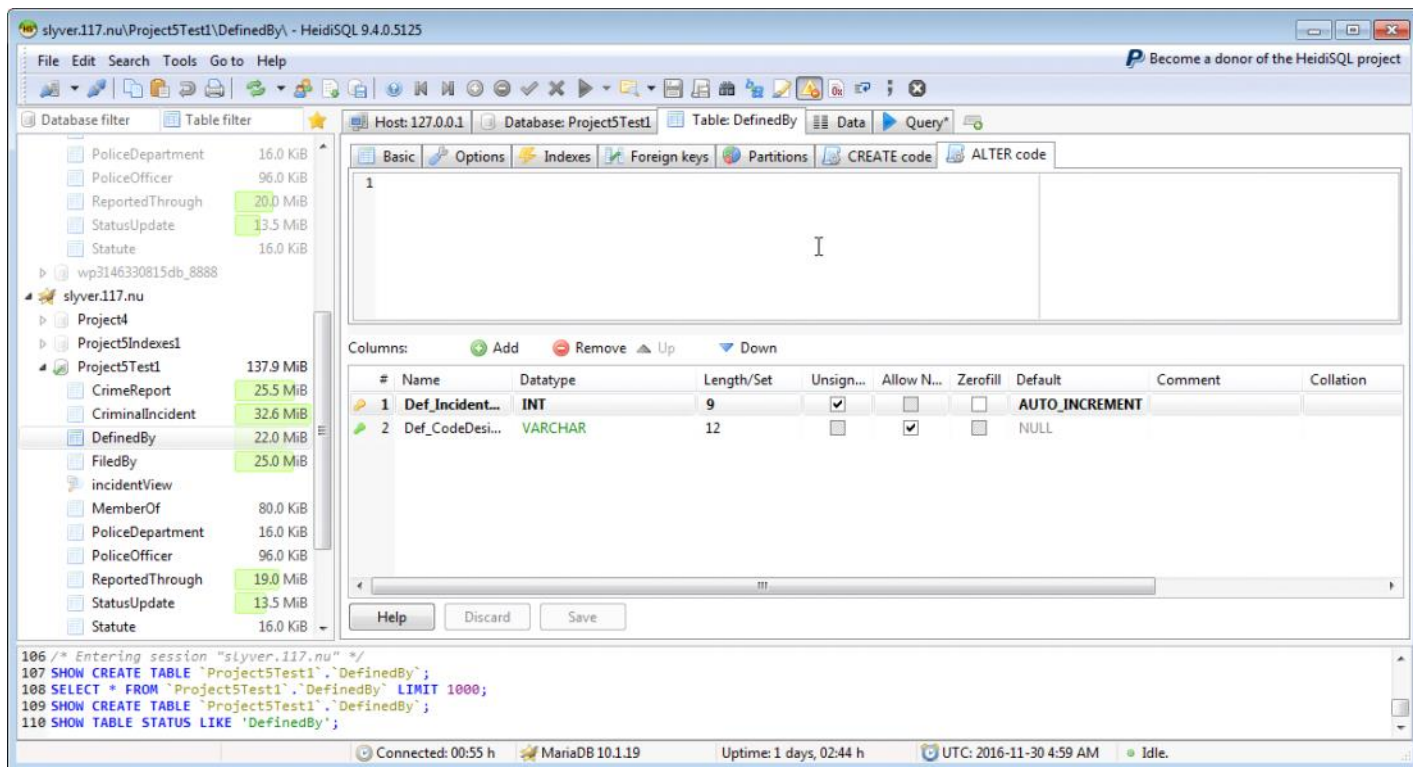 slyver.117.nu\Project5Test1\DefinedBy\ - HeidiSQL 9.4.0.5125
File Edit Search Tools Go to Help
Become a donor of the HeidiSQL project
Database filter Table filter
Host: 127.0.0.1 Database: Project5Test1 Table: DefinedBy Data Query*
Basic Options Indexes Foreign keys Partitions CREATE code ALTER code
1
PoliceDepartment 16.0 KiB
PoliceOfficer 96.0 KiB
ReportedThrough 20.0 MiB
StatusUpdate 13.5 MiB
Statute 16.0 KiB
wp3146330815db_8888
slyver.117.nu
Project4
Project5Indexes1
Project5Test1 137.9 MiB
CrimeReport 25.5 MiB
CriminalIncident 32.6 MiB
DefinedBy 22.0 MiB
FiledBy 25.0 MiB
incidentView
MemberOf 80.0 KiB
PoliceDepartment 16.0 KiB
PoliceOfficer 96.0 KiB
ReportedThrough 19.0 MiB
StatusUpdate 13.5 MiB
Statute 16.0 KiB
Columns: Add Remove Up Down
# Name Datatype Length/Set Unsign... Allow N... Zerofill Default Comment Collation
1 Def_Incident... INT 9 AUTO_INCREMENT
2 Def_CodeDesi... VARCHAR 12 NULL
Help Discard Save
106 /* Entering session "slyver.117.nu" */
107 SHOW CREATE TABLE `Project5Test1`.`DefinedBy`;
108 SELECT * FROM `Project5Test1`.`DefinedBy` LIMIT 1000;
109 SHOW CREATE TABLE `Project5Test1`.`DefinedBy`;
110 SHOW TABLE STATUS LIKE 'DefinedBy';
Connected: 00:55 h MariaDB 10.1.19 Uptime: 1 days, 02:44 h UTC: 2016-11-30 4:59 AM Idle.